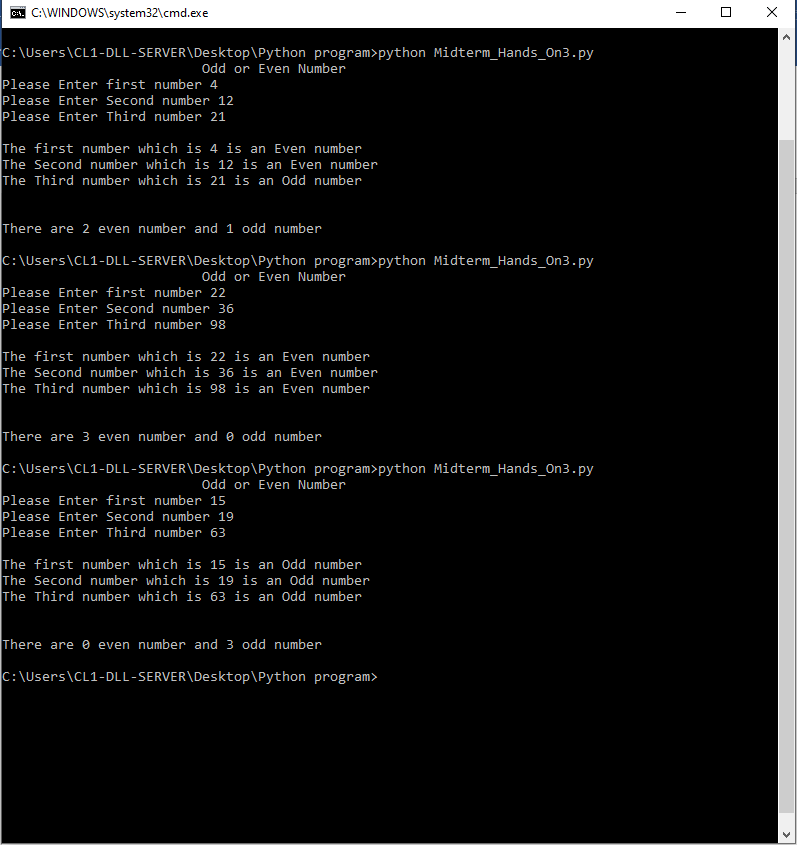 C:\WINDOWS\system32\cmd.exe
C:\Users\CL1-DLL-SERVER\Desktop\Python program>python Midterm_Hands_On3.py
Odd or Even Number
Please Enter first number 4
Please Enter Second number 12
Please Enter Third number 21
The first number which is 4 is an Even number
The Second number which is 12 is an Even number
The Third number which is 21 is an Odd number
There are 2 even number and 1 odd number
C:\Users\CL1-DLL-SERVER\Desktop\Python program>python Midterm_Hands_On3.py
Odd or Even Number
Please Enter first number 22
Please Enter Second number 36
Please Enter Third number 98
The first number which is 22 is an Even number
The Second number which is 36 is an Even number
The Third number which is 98 is an Even number
There are 3 even number and 0 odd number
C:\Users\CL1-DLL-SERVER\Desktop\Python program>python Midterm_Hands_On3.py
Odd or Even Number
Please Enter first number 15
Please Enter Second number 19
Please Enter Third number 63
The first number which is 15 is an Odd number
The Second number which is 19 is an Odd number
The Third number which is 63 is an Odd number
There are 0 even number and 3 odd number
C:\Users\CL1-DLL-SERVER\Desktop\Python program>